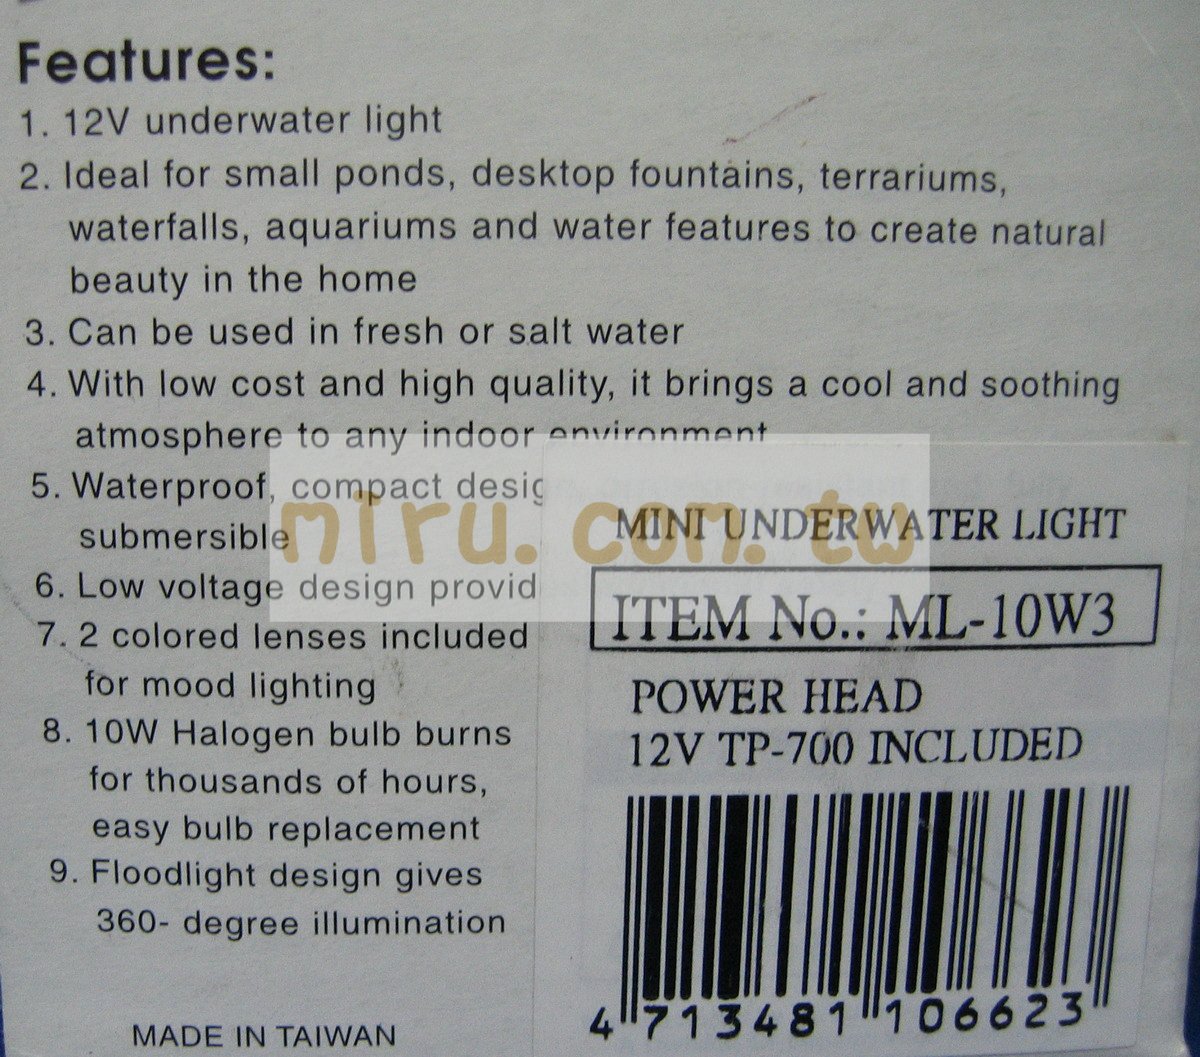 Features:
1. 12V underwater light
2. Ideal for small ponds, desktop fountains, terrariums,
waterfalls, aquariums and water features to create natural
beauty in the home
3. Can be used in fresh or salt water
4. With low cost and high quality, it brings a cool and soothing
atmosphere to any indoor environment
5. Waterproof, compact
submersible
6. Low voltage design
7. 2 colored lenses included
for mood lighting
8. 10W Halogen bulb burns
for thousands of hours,
easy bulb replacement
9. Floodlight design gives
360- degree illumination
MADE IN TAIWAN
miru.com.tw
MINI UNDERWATER LIGHT
ITEM No.: ML-10W3
POWER HEAD
12V TP-700 INCLUDED
4 713481 106623